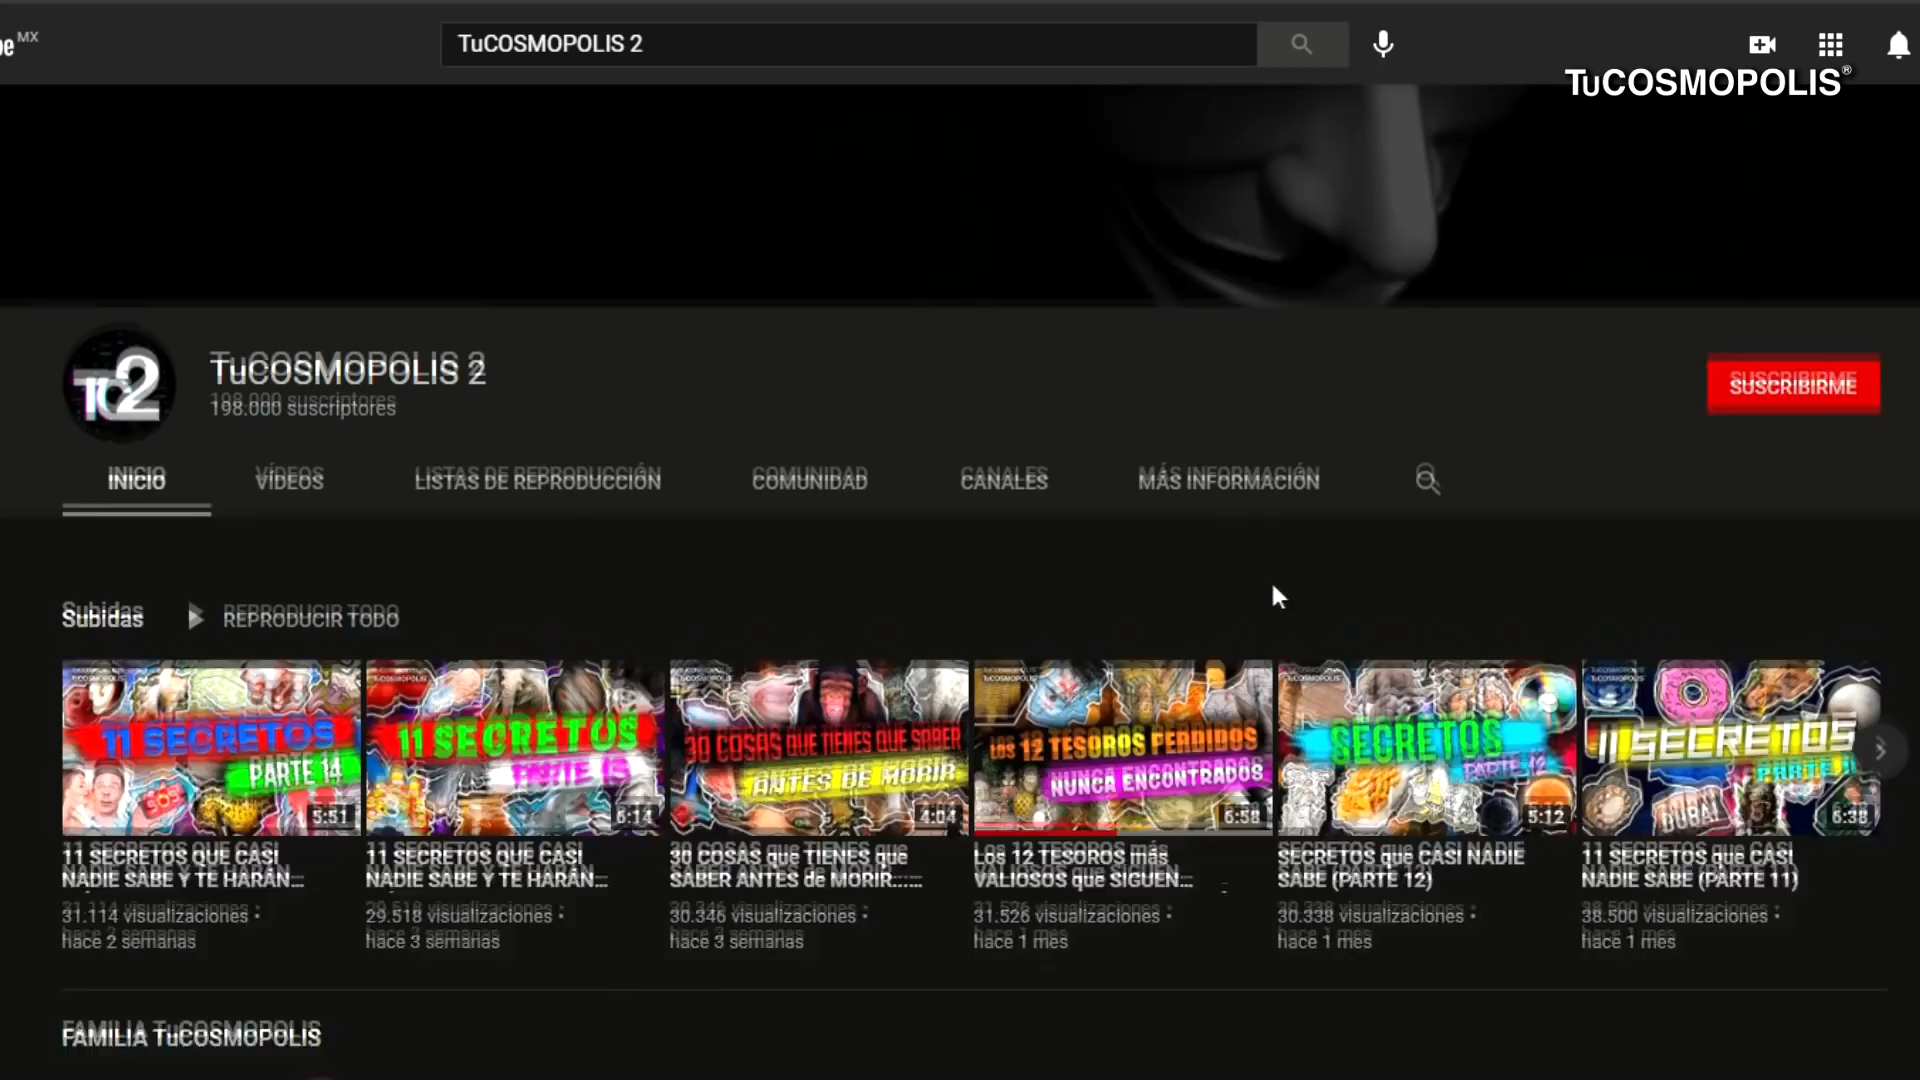 be MX
TuCOSMOPOLIS 2
TuCOSMOPOLIS®
TC2
TuCOSMOPOLIS 2
198.000 suscriptores
SUSCRIBIRME
INICIO VÍDEOS LISTAS DE REPRODUCCIÓN COMUNIDAD CANALES MÁS INFORMACIÓN
Subidas REPRODUCIR TODO
11 SECRETOS
PARTE 14
5:51
11 SECRETOS QUE CASI
NADIE SABE Y TE HARÁN...
31.114 visualizaciones •
hace 2 semanas
11 SECRETOS
PARTE 13
6:14
11 SECRETOS QUE CASI
NADIE SABE Y TE HARÁN...
29.518 visualizaciones •
hace 3 semanas
30 COSAS QUE TIENES QUE SABER
ANTES DE MORIR
4:04
30 COSAS que TIENES que
SABER ANTES de MORIR......
30.346 visualizaciones •
hace 3 semanas
LOS 12 TESOROS PERDIDOS
NUNCA ENCONTRADOS
6:58
Los 12 TESOROS más
VALIOSOS que SIGUEN...
31.526 visualizaciones •
hace 1 mes
SECRETOS
PARTE 12
5:12
SECRETOS que CASI NADIE
SABE (PARTE 12)
30.338 visualizaciones •
hace 1 mes
11 SECRETOS
PARTE 11
DUBAI
6:38
11 SECRETOS que CASI
NADIE SABE (PARTE 11)
38.500 visualizaciones •
hace 1 mes
FAMILIA TuCOSMOPOLIS